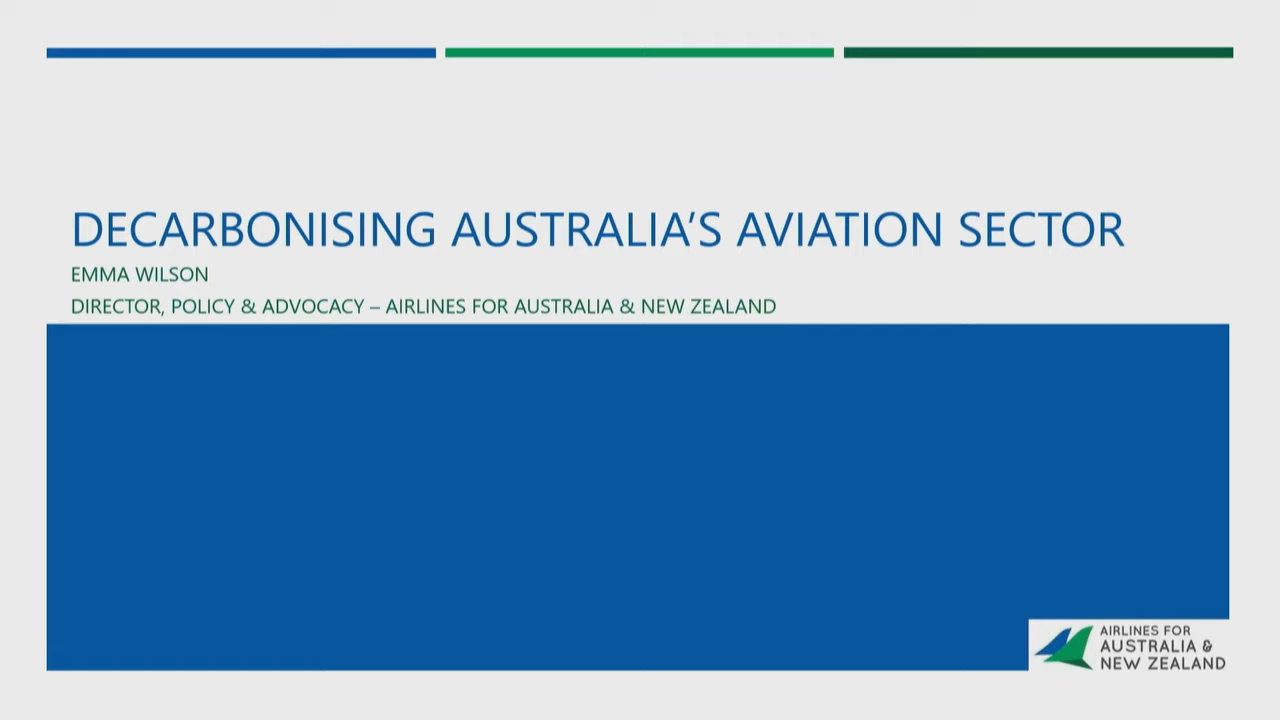 DECARBONISING AUSTRALIA’S AVIATION SECTOR
EMMA WILSON
DIRECTOR, POLICY & ADVOCACY – AIRLINES FOR AUSTRALIA & NEW ZEALAND
AIRLINES FOR
AUSTRALIA &
NEW ZEALAND